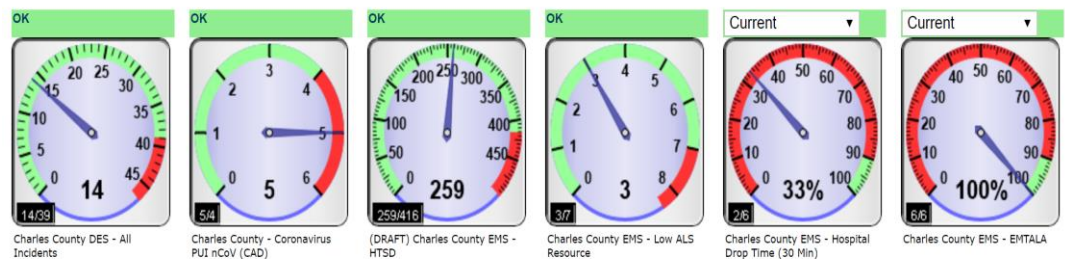 OK
OK
OK
OK
Current ▼
Current ▼
0 5 10 15 20 25 30 35 40 45
14
14/39
0 1 2 3 4 5 6
5
5/4
0 50 100 150 200 250 300 350 400 450
259
259/416
0 1 2 3 4 5 6 7 8
3
3/7
0 10 20 30 40 50 60 70 80 90 100
33%
2/6
0 10 20 30 40 50 60 70 80 90 100
100%
6/6
Charles County DES - All
Incidents
Charles County - Coronavirus
PUI nCoV (CAD)
(DRAFT) Charles County EMS -
HTSD
Charles County EMS - Low ALS
Resource
Charles County EMS - Hospital
Drop Time (30 Min)
Charles County EMS - EMTALA